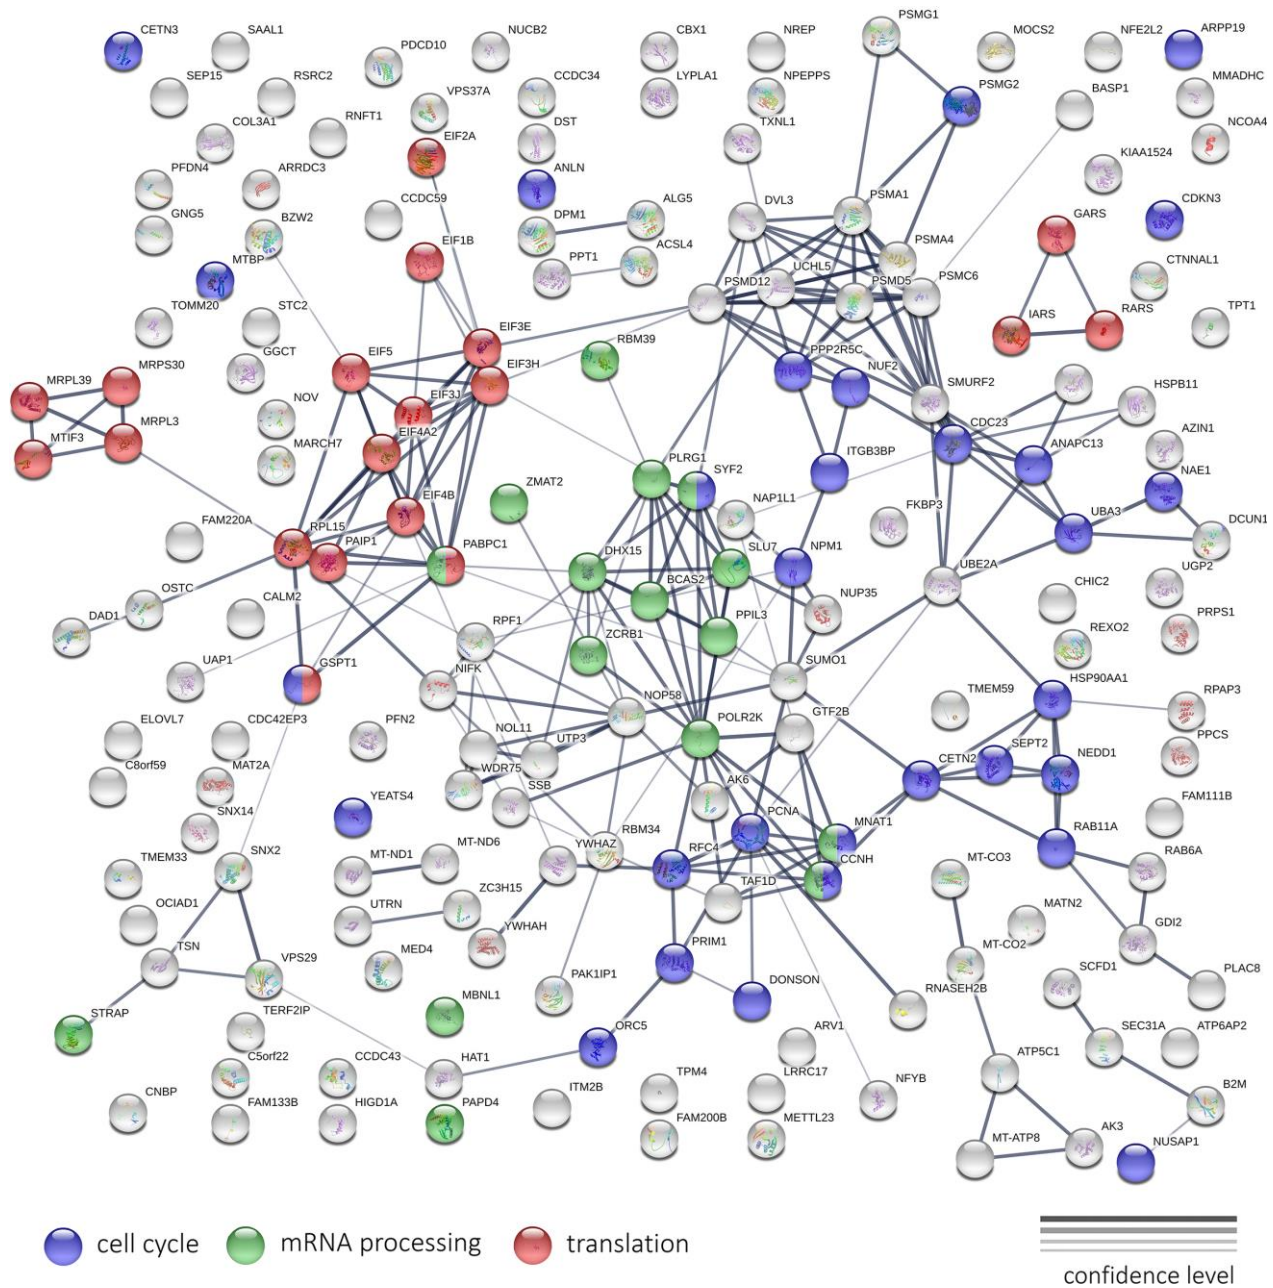 CETN3
SAAL1
SEP15
RSRC2
PDCD10
NUCB2
CBX1
NREP
PSMG1
MOCS2
NFE2L2
ARPP19
COL3A1
RNFT1
VPS37A
CCDC34
LYPLA1
NPEPPS
PSMG2
BASP1
MMADHC
PFDN4
ARRDC3
EIF2A
DST
TXNL1
KIAA1524
NCOA4
GNG5
BZW2
CCDC59
ANLN
DVL3
PSMA1
GARS
CDKN3
MTBP
EIF1B
DPM1
ALG5
UCHL5
PSMA4
CTNNAL1
TOMM20
STC2
PPT1
ACSL4
PSMD12
PSMD5
PSMC6
IARS
RARS
TPT1
GGCT
EIF5
EIF3E
RBM39
PPP2R5C
NUF2
MRPL39
MRPS30
EIF3H
SMURF2
HSPB11
NOV
EIF3J
CDC23
ANAPC13
AZIN1
MTIF3
MRPL3
MARCH7
EIF4A2
PLRG1
SYF2
ITGB3BP
NAE1
FAM220A
EIF4B
ZMAT2
NAP1L1
FKBP3
UBA3
DCUN1
RPL15
PAIP1
PABPC1
DHX15
SLU7
NPM1
UBE2A
UGP2
OSTC
CALM2
BCAS2
NUP35
CHIC2
DAD1
RPF1
PPIL3
REXO2
PRPS1
UAP1
GSPT1
NIFK
ZCRB1
SUMO1
HSP90AA1
ELOVL7
CDC42EP3
PFN2
NOL11
NOP58
POLR2K
GTF2B
TMEM59
RPAP3
C8orf59
MAT2A
UTP3
CETN2
SEPT2
NEDD1
PPCS
SNX14
YEATS4
WDR75
SSB
AK6
PCNA
MNAT1
RAB11A
FAM111B
TMEM33
SNX2
MT-ND1
MT-ND6
YWHAZ
RBM34
RFC4
CCNH
MT-CO3
RAB6A
OCIAD1
UTRN
ZC3H15
TAF1D
MATN2
GDI2
TSN
VPS29
MED4
YWHAH
PRIM1
MT-CO2
STRAP
TERF2IP
MBNL1
PAK1IP1
DONSON
RNASEH2B
SCFD1
PLAC8
C5orf22
CCDC43
HAT1
ORC5
ARV1
ATP5C1
SEC31A
ATP6AP2
CNBP
FAM133B
HIGD1A
PAPD4
ITM2B
TPM4
LRRC17
NFYB
B2M
FAM200B
METTL23
MT-ATP8
AK3
NUSAP1
cell cycle
mRNA processing
translation
confidence level